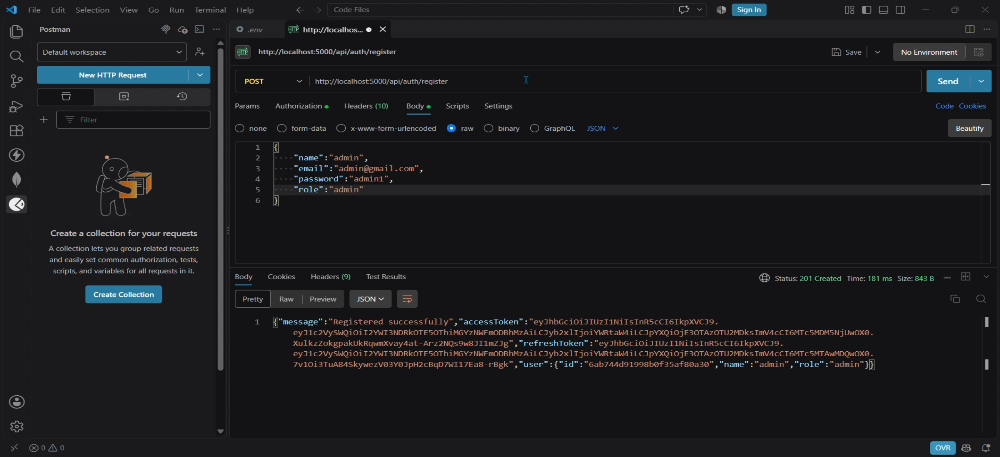 File Edit Selection View Go Run Terminal Help
Code Files
Sign In
Postman
.env
HTTP http://localhos...
Default workspace
HTTP http://localhost:5000/api/auth/register
Save
No Environment
New HTTP Request
POST http://localhost:5000/api/auth/register
Send
Params Authorization Headers (10) Body Scripts Settings
Code Cookies
Filter
none form-data x-www-form-urlencoded raw binary GraphQL JSON
Beautify
1 {
2 "name":"admin",
3 "email":"admin@gmail.com",
4 "password":"admin1",
5 "role":"admin"
6 }
Create a collection for your requests
A collection lets you group related requests
and easily set common authorization, tests,
scripts, and variables for all requests in it.
Create Collection
Body Cookies Headers (9) Test Results
Status: 201 Created Time: 181 ms Size: 843 B
Pretty Raw Preview JSON
1 {"message":"Registered successfully","accessToken":"eyJhbGciOiJIUzI1NiIsInR5cCI6IkpXVCJ9.
eyJ1c2VySWQiOiI2YWI3NDRkOTE5OThiMGYzNWFmODBhMzAiLCJyb2xlIjoiYWRtaW4iLCJpYXQiOjE3OTAzOTU2MDksImV4cCI6MTc5MDM5NjUwOX0.
XulkzZokgpakUkRqwmXvay4at-Arz2NQs9w8JI1mZJg","refreshToken":"eyJhbGciOiJIUzI1NiIsInR5cCI6IkpXVCJ9.
eyJ1c2VySWQiOiI2YWI3NDRkOTE5OThiMGYzNWFmODBhMzAiLCJyb2xlIjoiYWRtaW4iLCJpYXQiOjE3OTAzOTU2MDksImV4cCI6MTc5MTAwMDQwOX0.
7v1Oi3TuA84SkywezV03Y0JpH2cBqD7WI17Ea8-rBgk","user":{"id":"6ab744d91998b0f35af80a30","name":"admin","role":"admin"}}
0 0
OVR